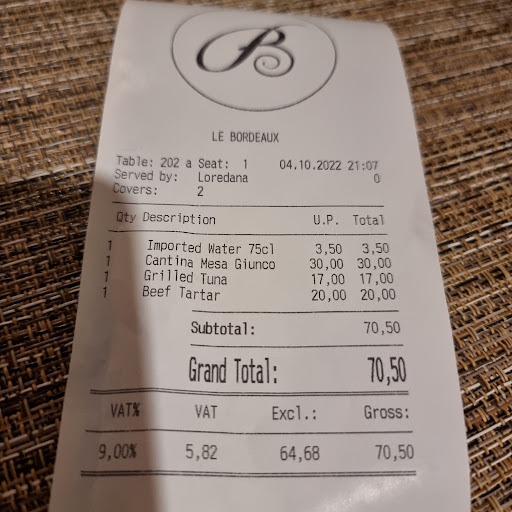 B
LE BORDEAUX
Table: 202 a Seat: 1 04.10.2022 21:07
Served by: Loredana 0
Covers: 2
Qty Description U.P. Total
1 Imported Water 75cl 3,50 3,50
1 Cantina Mesa Giunco 30,00 30,00
1 Grilled Tuna 17,00 17,00
1 Beef Tartar 20,00 20,00
Subtotal: 70,50
Grand Total: 70,50
VAT% VAT Excl.: Gross:
9,00% 5,82 64,68 70,50